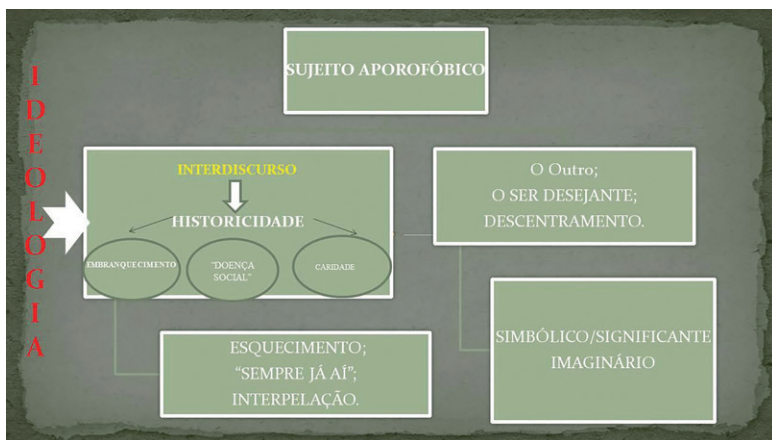 IDEOLOGIA
SUJEITO APOROFÓBICO
INTERDISCURSO
HISTORICIDADE
EMBRANQUECIMENTO
"DOENÇA
SOCIAL"
CARIDADE
O Outro;
O SER DESEJANTE;
DESCENTRAMENTO.
ESQUECIMENTO;
"SEMPRE JÁ AÍ";
INTERPELAÇÃO.
SIMBÓLICO/SIGNIFICANTE
IMAGINÁRIO